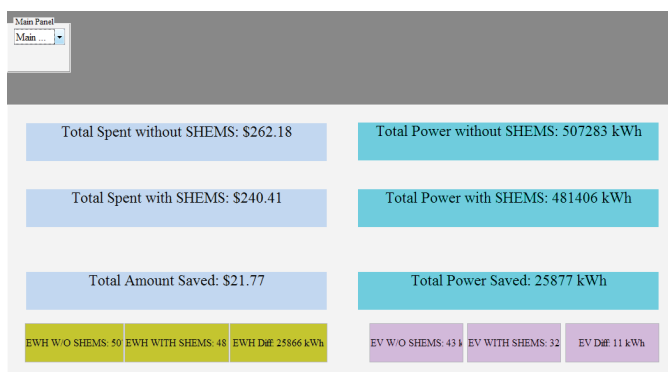 Main Panel
Main ...
Total Spent without SHEMS: $262.18
Total Power without SHEMS: 507283 kWh
Total Spent with SHEMS: $240.41
Total Power with SHEMS: 481406 kWh
Total Amount Saved: $21.77
Total Power Saved: 25877 kWh
EWH W/O SHEMS: 50
EWH WITH SHEMS: 48
EWH Diff: 25866 kWh
EV W/O SHEMS: 43 k
EV WITH SHEMS: 32
EV Diff: 11 kWh